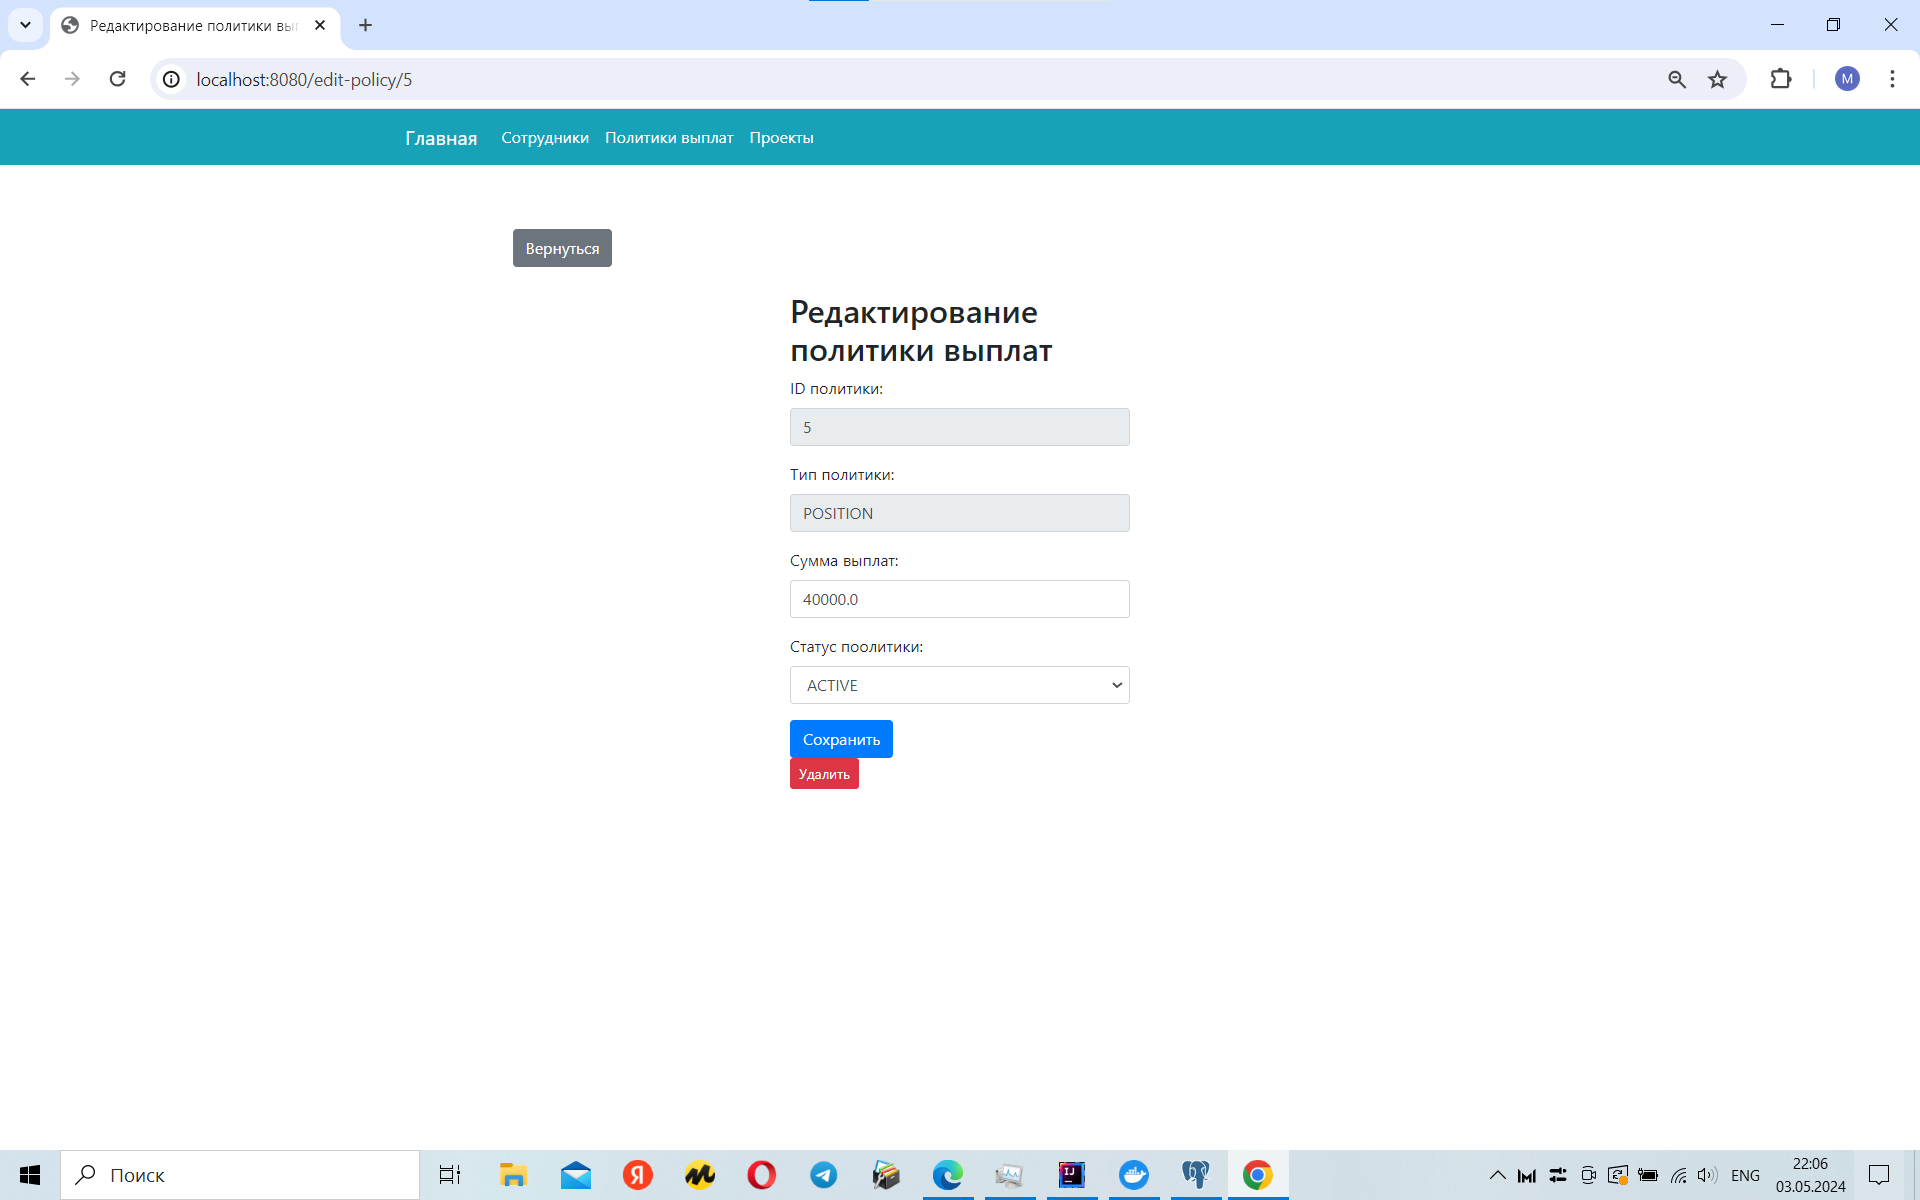 Редактирование политики вы
localhost:8080/edit-policy/5
M
Главная Сотрудники Политики выплат Проекты
Вернуться
Редактирование
политики выплат
ID политики:
5
Тип политики:
POSITION
Сумма выплат:
40000.0
Статус поолитики:
ACTIVE
Сохранить
Удалить
Поиск
Я
IJ
ENG
22:06
03.05.2024